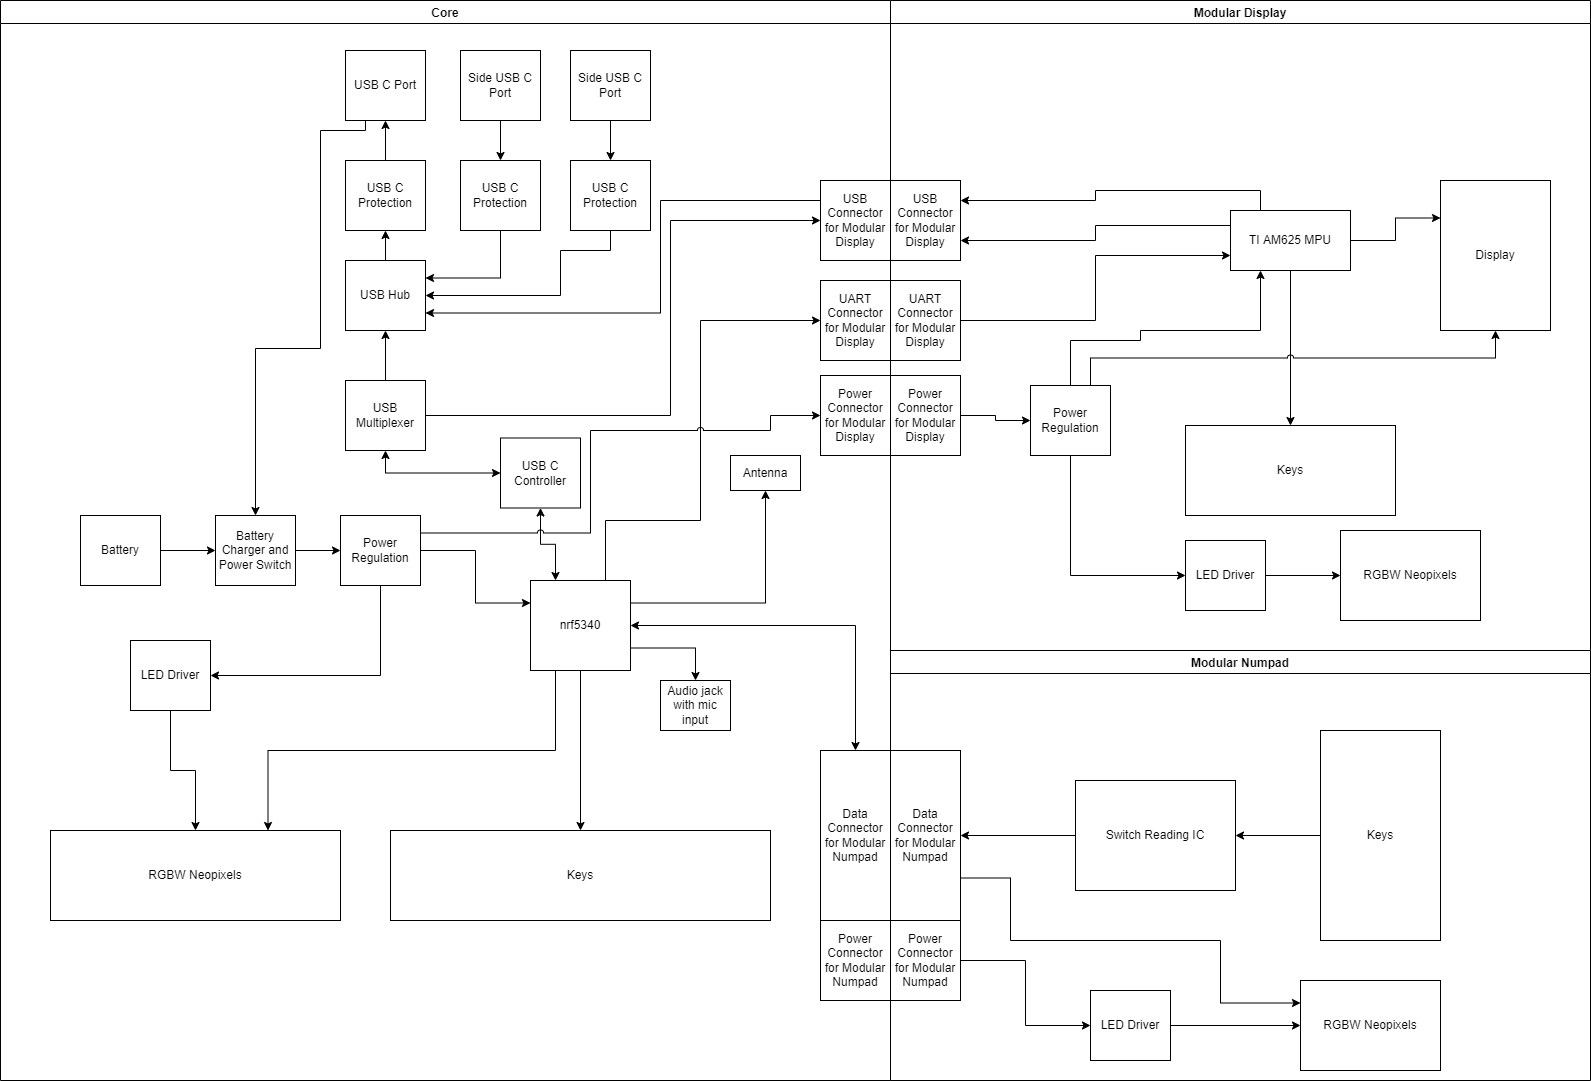 Core
Modular Display
USB C Port
Side USB C
Port
Side USB C
Port
USB C
Protection
USB C
Protection
USB C
Protection
USB Hub
USB
Multiplexer
USB C
Controller
Antenna
Battery
Battery
Charger and
Power Switch
Power
Regulation
nrf5340
LED Driver
Audio jack
with mic
input
RGBW Neopixels
Keys
USB
Connector
for Modular
Display
USB
Connector
for Modular
Display
UART
Connector
for Modular
Display
UART
Connector
for Modular
Display
Power
Connector
for Modular
Display
Power
Connector
for Modular
Display
TI AM625 MPU
Display
Power
Regulation
Keys
LED Driver
RGBW Neopixels
Modular Numpad
Data
Connector
for Modular
Numpad
Data
Connector
for Modular
Numpad
Switch Reading IC
Keys
Power
Connector
for Modular
Numpad
Power
Connector
for Modular
Numpad
LED Driver
RGBW Neopixels